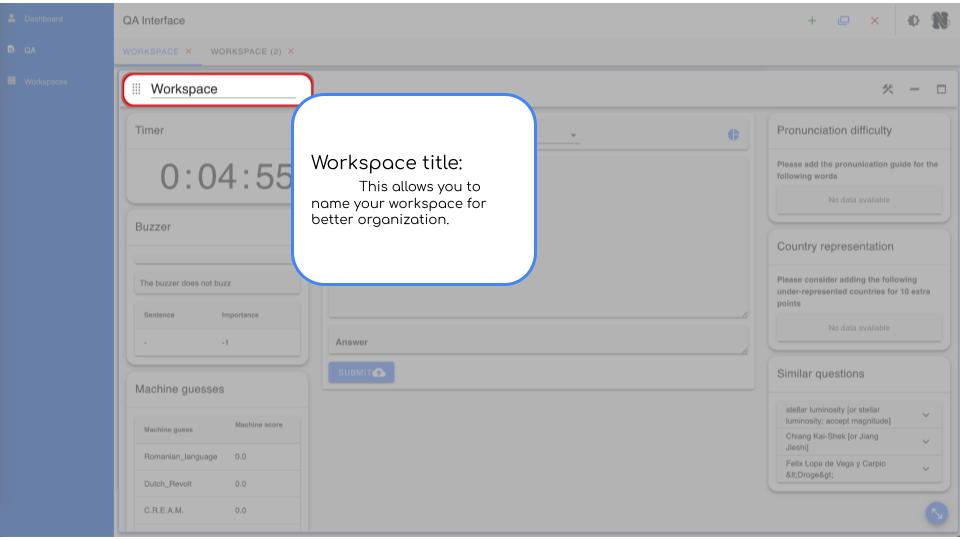 Dashboard
QA
Workspaces
QA Interface
WORKSPACE
WORKSPACE (2)
Workspace
Workspace title:
This allows you to
name your workspace for
better organization.
Timer
0:04:55
Buzzer
The buzzer does not buzz
Sentence Importance
- -1
Machine guesses
Machine guess Machine score
Romanian_language 0.0
Dutch_Revolt 0.0
C.R.E.A.M. 0.0
Answer
SUBMIT
Pronunciation difficulty
Please add the pronunication guide for the
following words
No data available
Country representation
Please consider adding the following
under-represented countries for 10 extra
points
No data available
Similar questions
stellar luminosity [or stellar
luminosity; accept magnitude]
Chiang Kai-Shek [or Jiang
Jieshi]
Felix Lope de Vega y Carpio
&lt;Droge&gt;